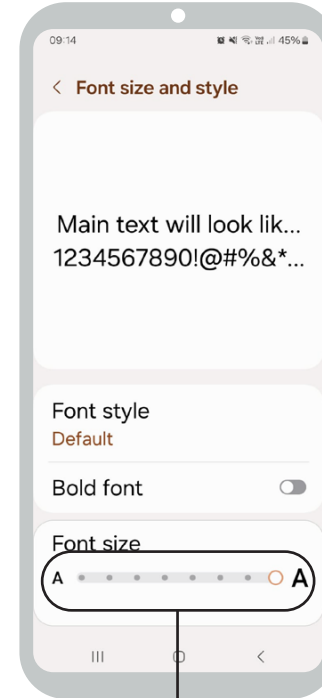 09:14 45%
Font size and style
Main text will look lik...
1234567890!@#%&*...
Font style
Default
Bold font
Font size
A A